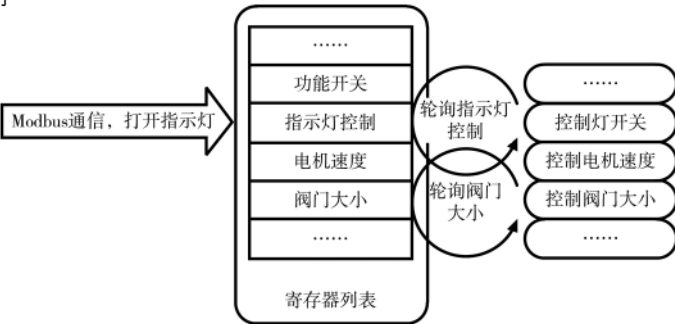 Modbus通信，打开指示灯
……
功能开关
指示灯控制
电机速度
阀门大小
……
寄存器列表
轮询指示灯
控制
轮询阀门
大小
……
控制灯开关
控制电机速度
控制阀门大小
……